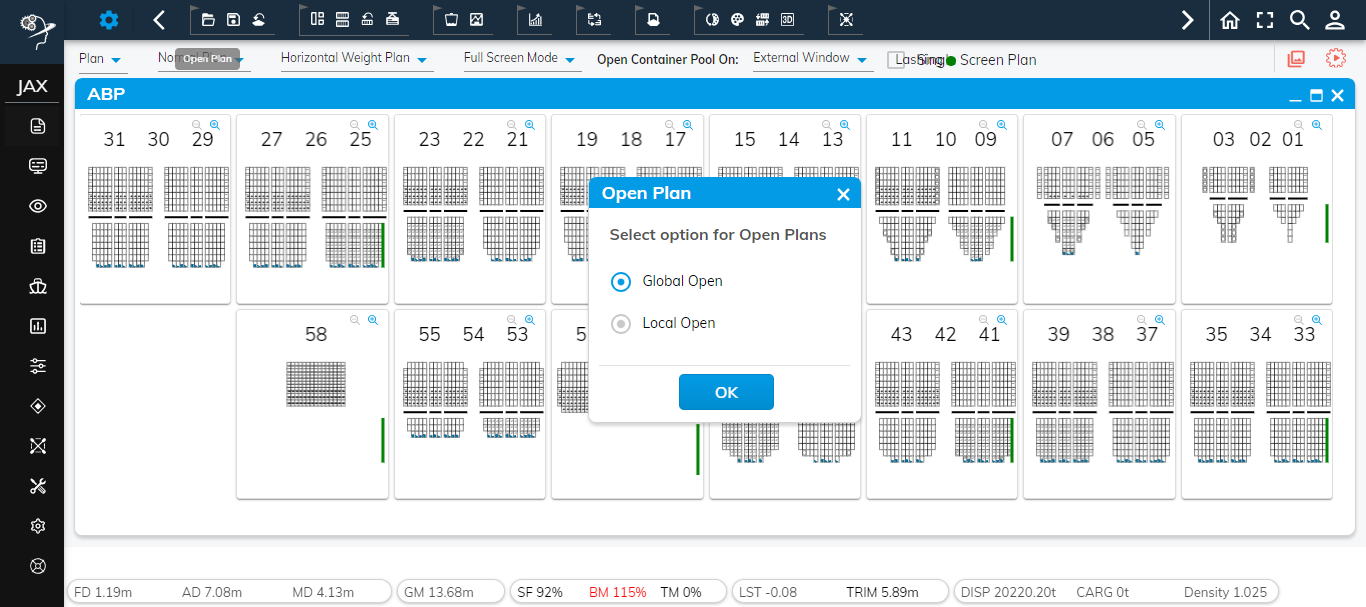 JAX
Plan
Open Plan
Horizontal Weight Plan
Full Screen Mode
Open Container Pool On:
External Window
Lashing
Screen Plan
ABP
31 30 29
27 26 25
23 22 21
19 18 17
15 14 13
11 10 09
07 06 05
03 02 01
Open Plan
Select option for Open Plans
Global Open
Local Open
OK
58
55 54 53
43 42 41
39 38 37
35 34 33
FD 1.19m AD 7.08m MD 4.13m
GM 13.68m
SF 92% BM 115% TM 0%
LST -0.08 TRIM 5.89m
DISP 20220.20t CARG 0t Density 1.025